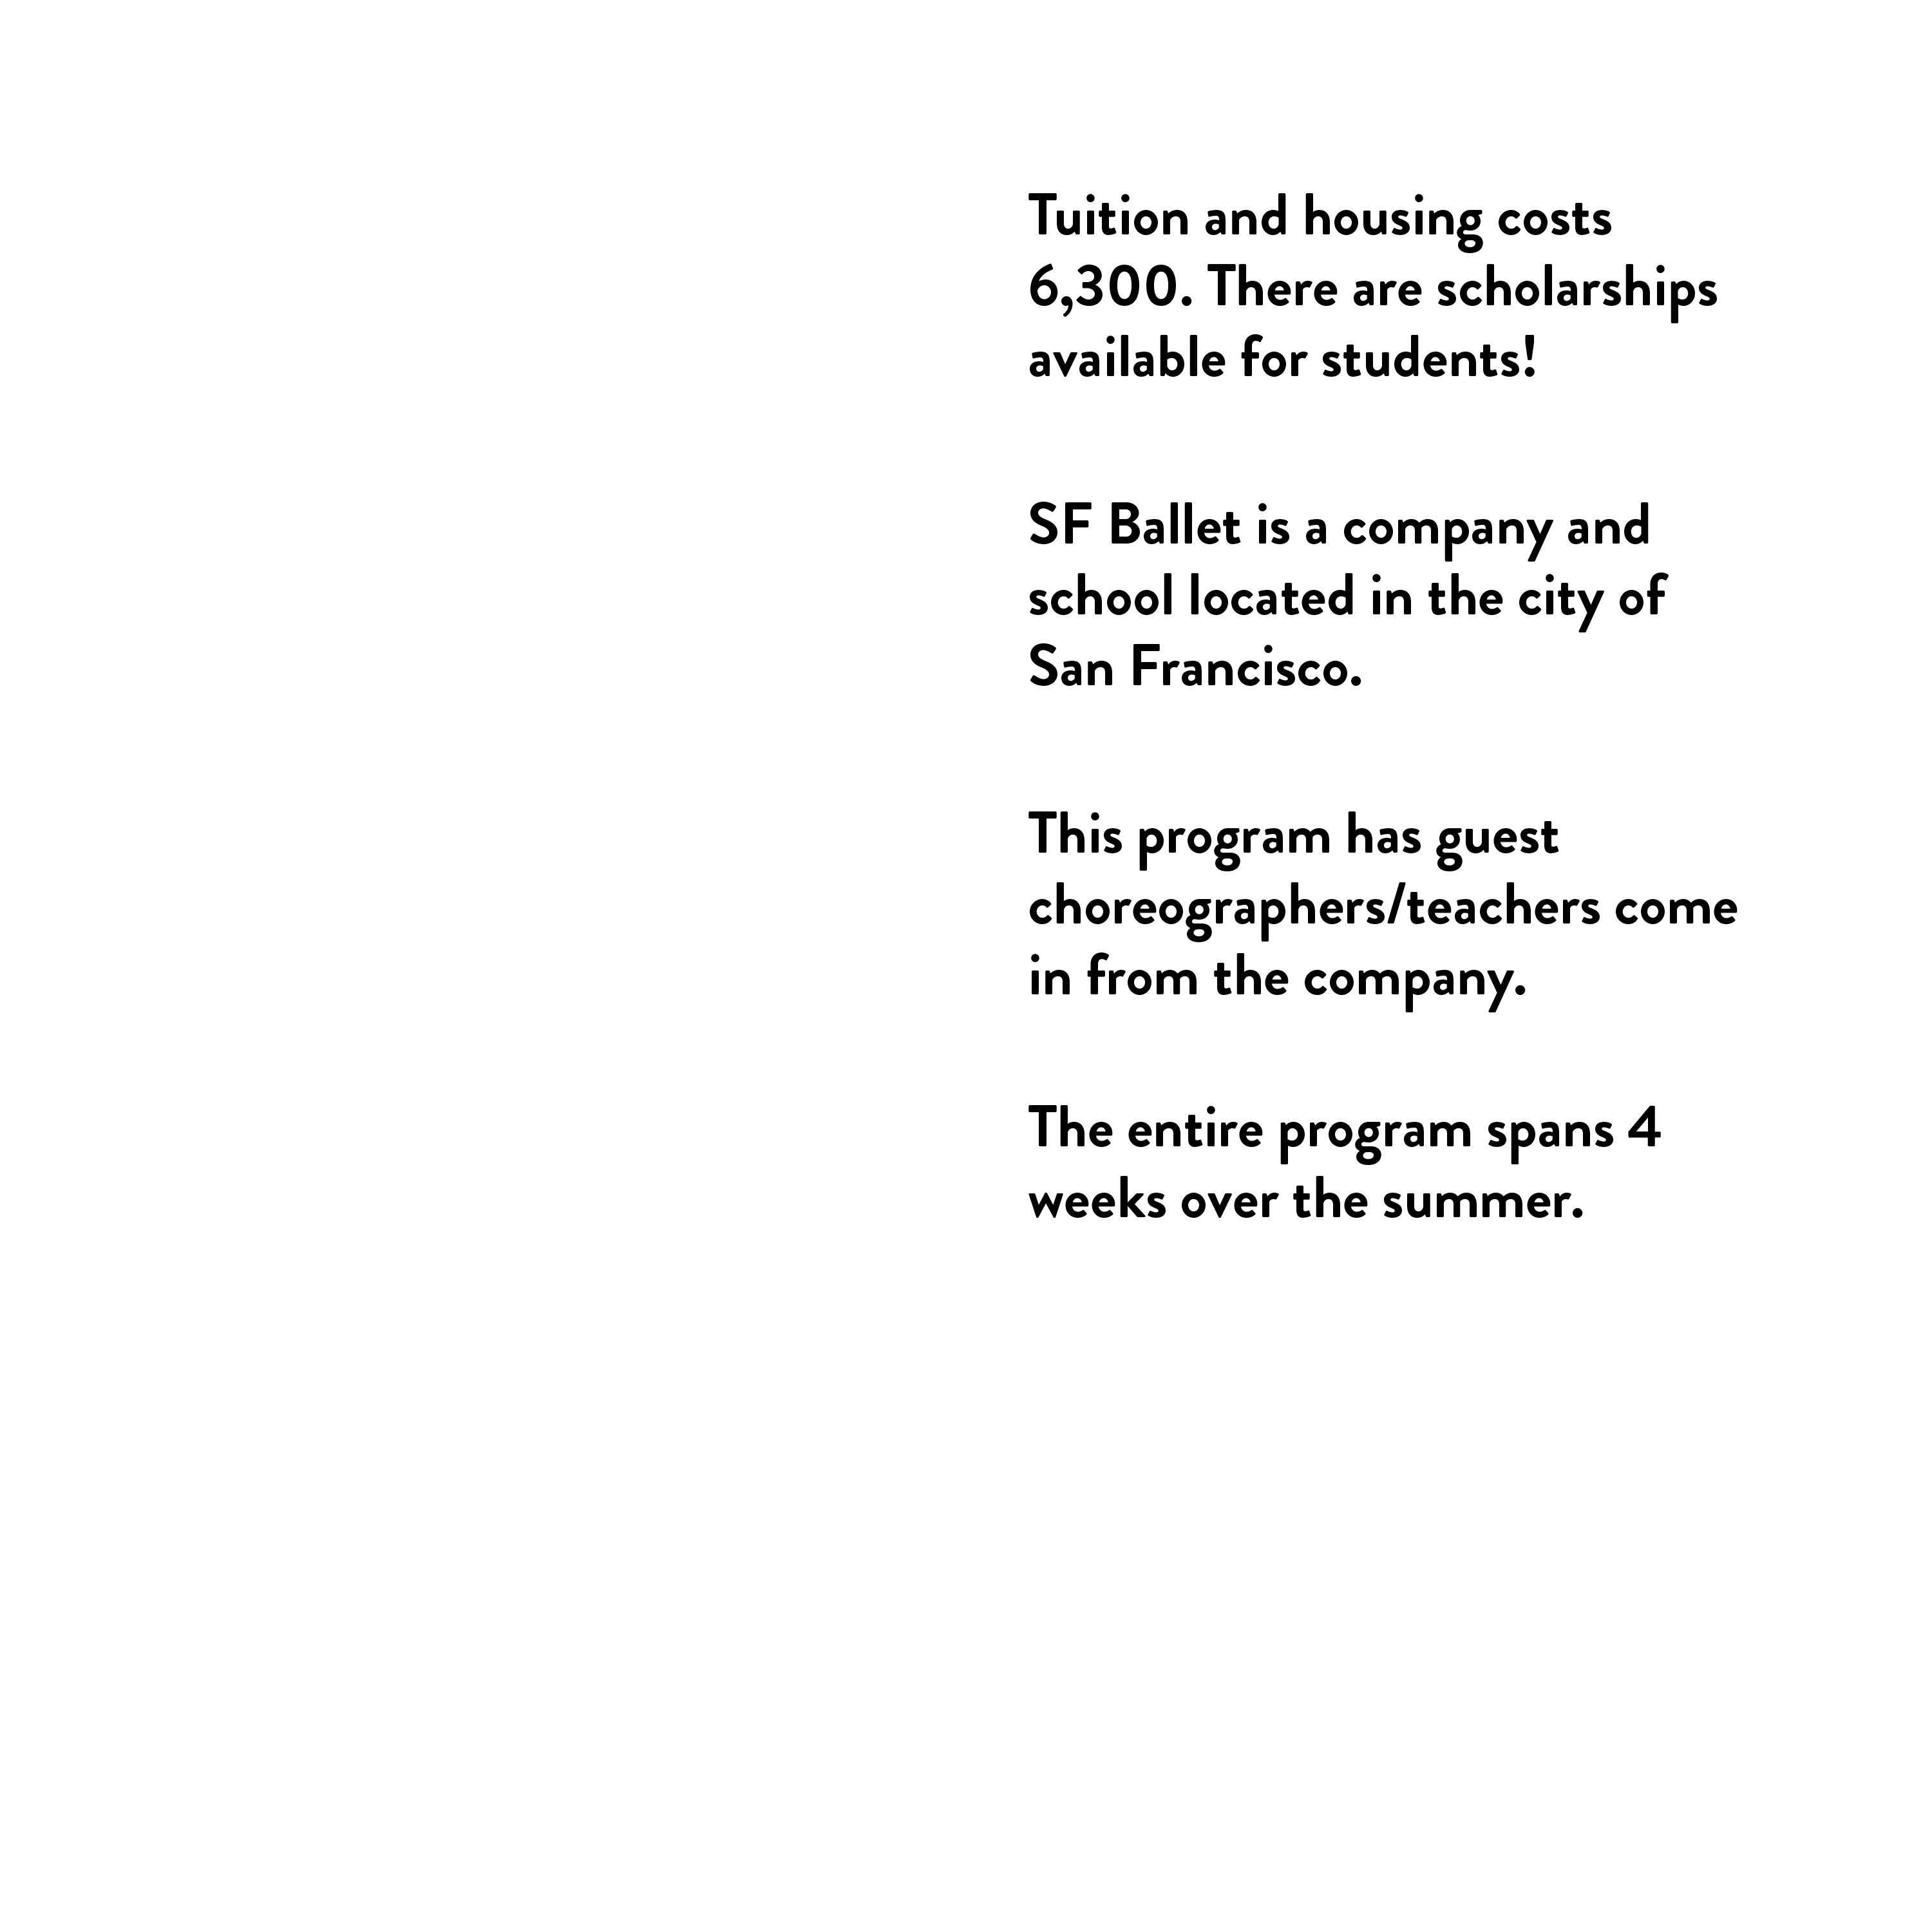 Tuition and housing costs
6,300. There are scholarships
available for students!
SF Ballet is a company and
school located in the city of
San Francisco.
This program has guest
choreographers/teachers come
in from the company.
The entire program spans 4
weeks over the summer.